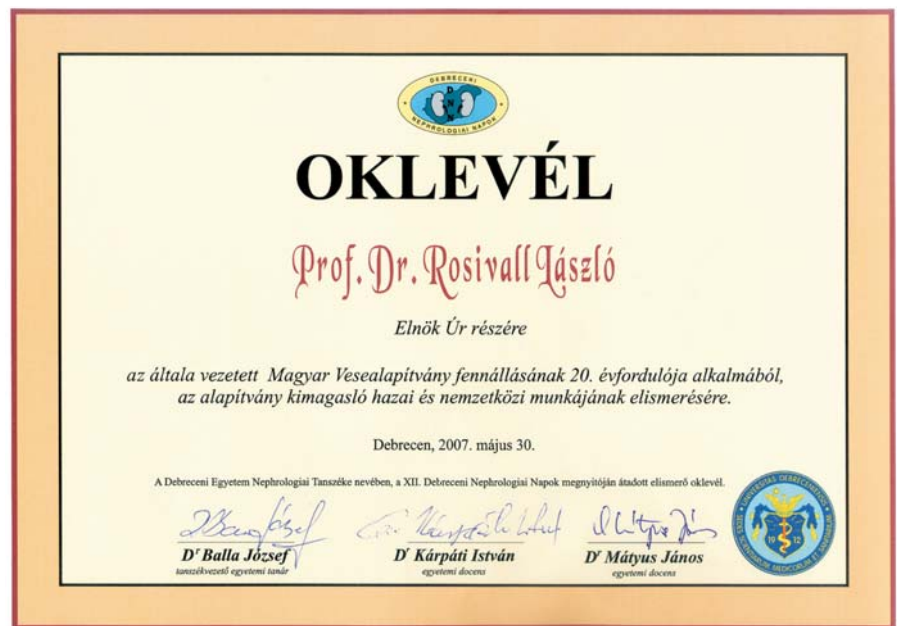 DEBRECENI
DNN
NEPHROLOGIAI NAPOK
OKLEVÉL
Prof. Dr. Rosivall László
Elnök Úr részére
az általa vezetett Magyar Vesealapítvány fennállásának 20. évfordulója alkalmából,
az alapítvány kimagasló hazai és nemzetközi munkájának elismerésére.
Debrecen, 2007. május 30.
A Debreceni Egyetem Nephrologiai Tanszéke nevében, a XII. Debreceni Nephrologiai Napok megnyitóján átadott elismerő oklevél.
Dr Balla József
tanszékvezető egyetemi tanár
Dr Kárpáti István
egyetemi docens
Dr Mátyus János
egyetemi docens
UNIVERSITAS DEBRECENIENSIS
1912